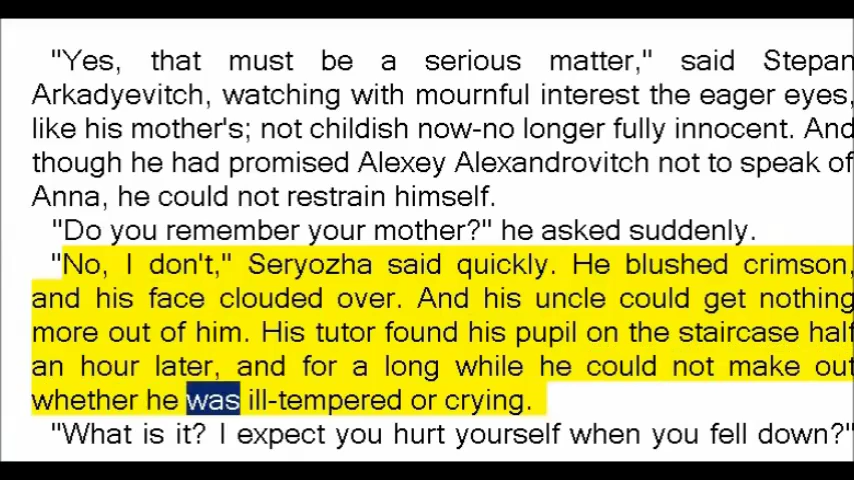 "Yes, that must be a serious matter," said Stepan
Arkadyevitch, watching with mournful interest the eager eyes,
like his mother's; not childish now-no longer fully innocent. And
though he had promised Alexey Alexandrovitch not to speak of
Anna, he could not restrain himself.
"Do you remember your mother?" he asked suddenly.
"No, I don't," Seryozha said quickly. He blushed crimson,
and his face clouded over. And his uncle could get nothing
more out of him. His tutor found his pupil on the staircase half
an hour later, and for a long while he could not make out
whether he was ill-tempered or crying.
"What is it? I expect you hurt yourself when you fell down?"